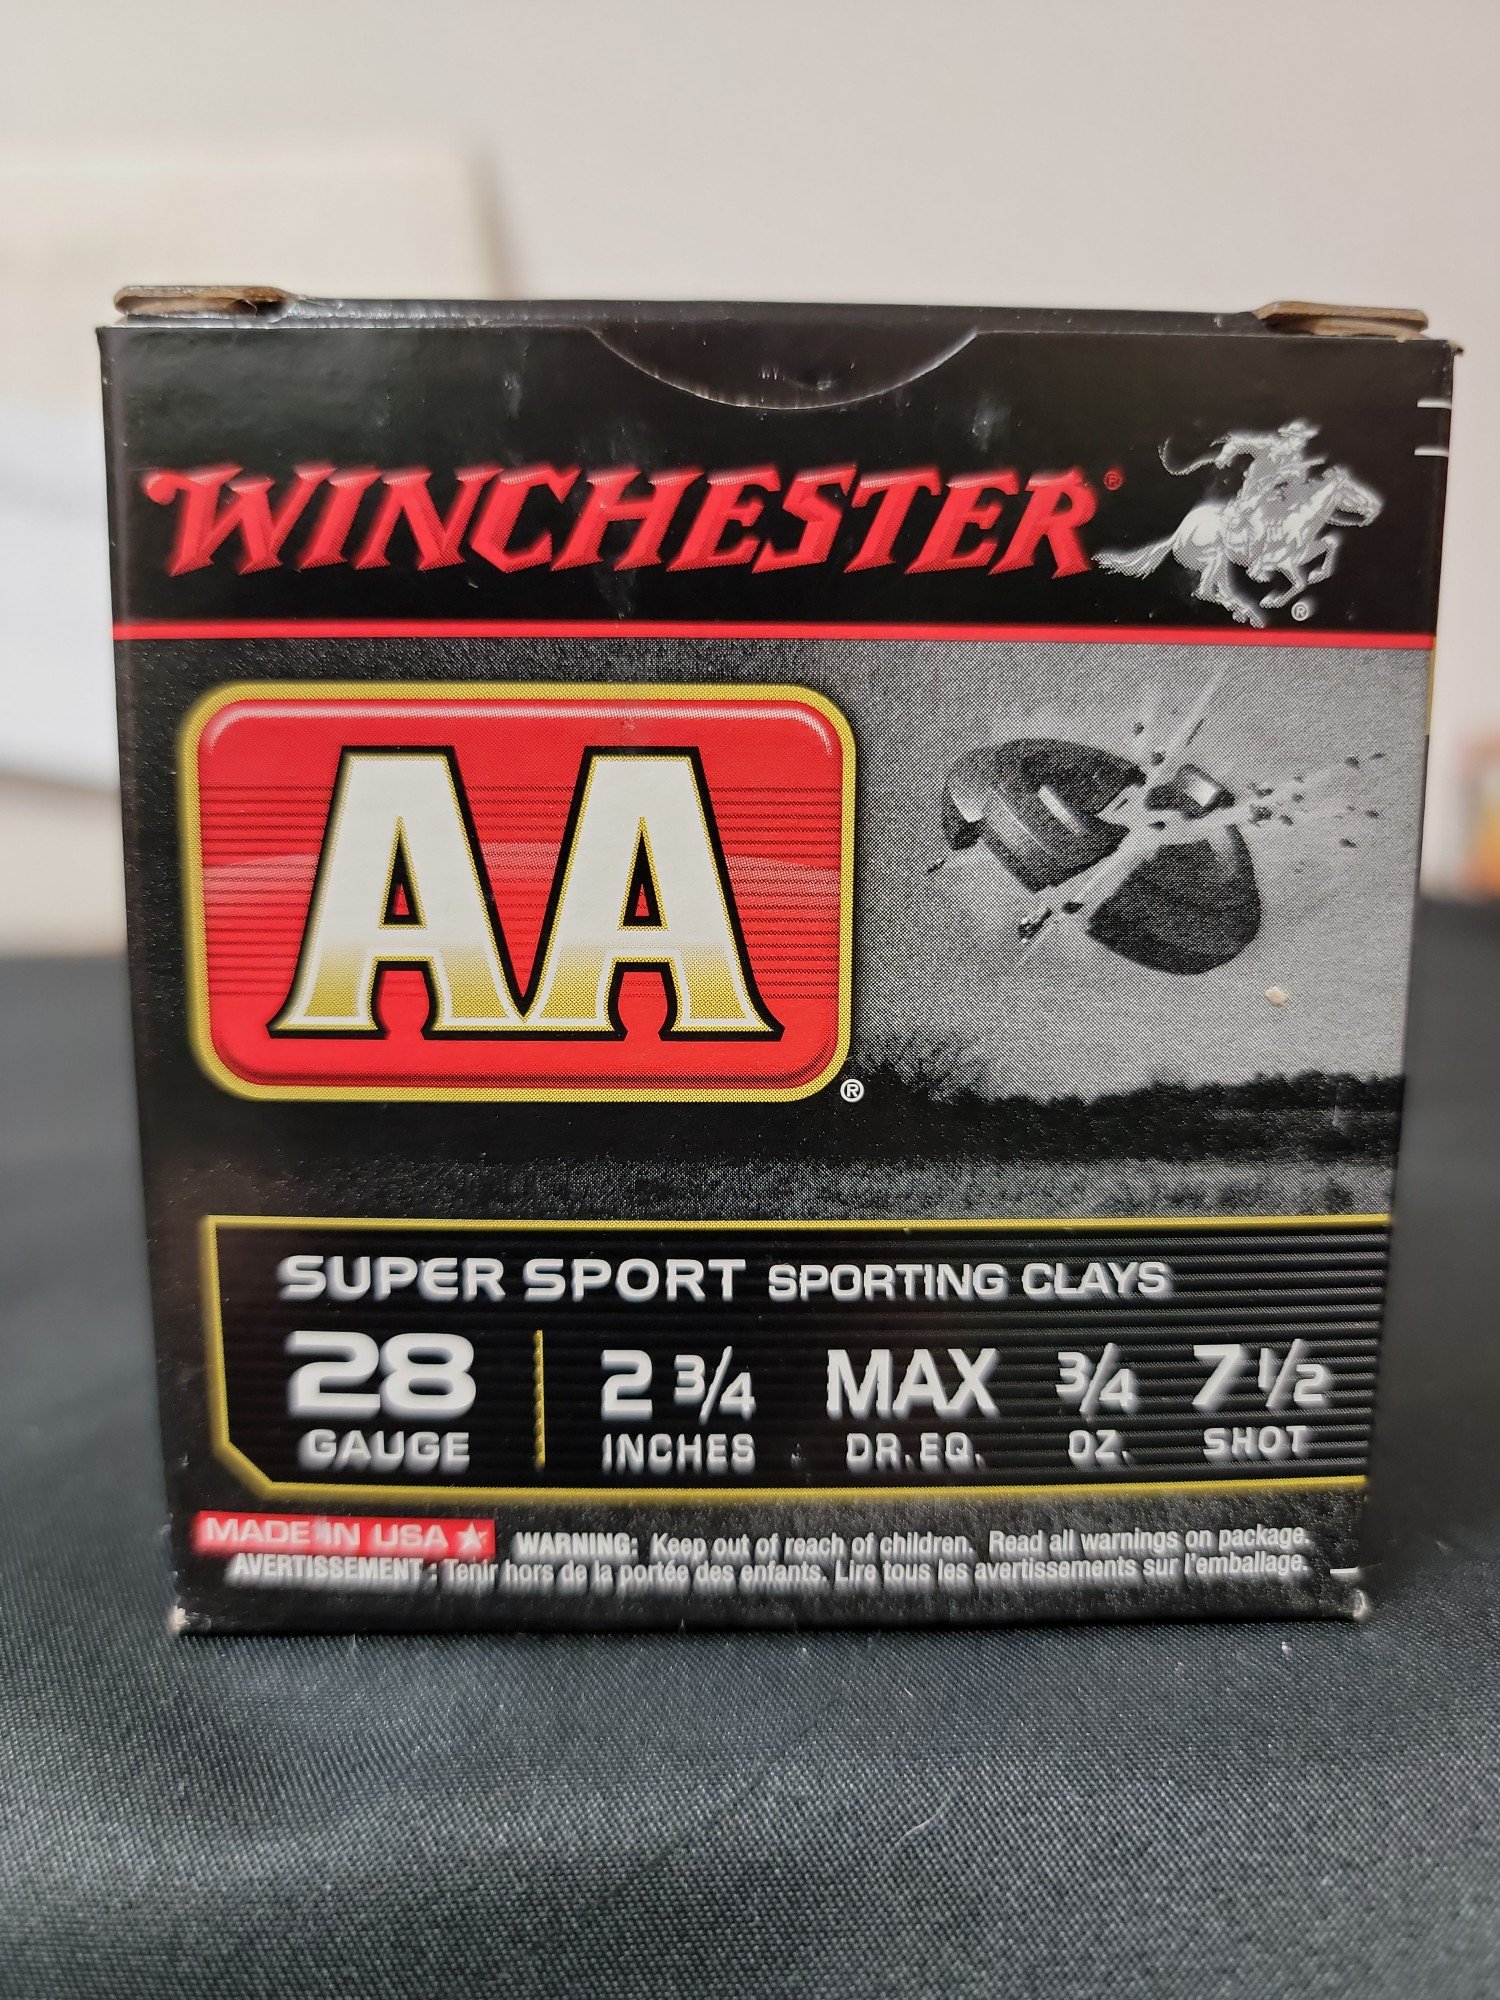 WINCHESTER®
®
AA®
SUPER SPORT SPORTING CLAYS
28 2 3/4 MAX 3/4 7 1/2
GAUGE INCHES DR.EQ. OZ. SHOT
MADE IN USA WARNING: Keep out of reach of children. Read all warnings on package.
AVERTISSEMENT : Tenir hors de la portée des enfants. Lire tous les avertissements sur l'emballage.